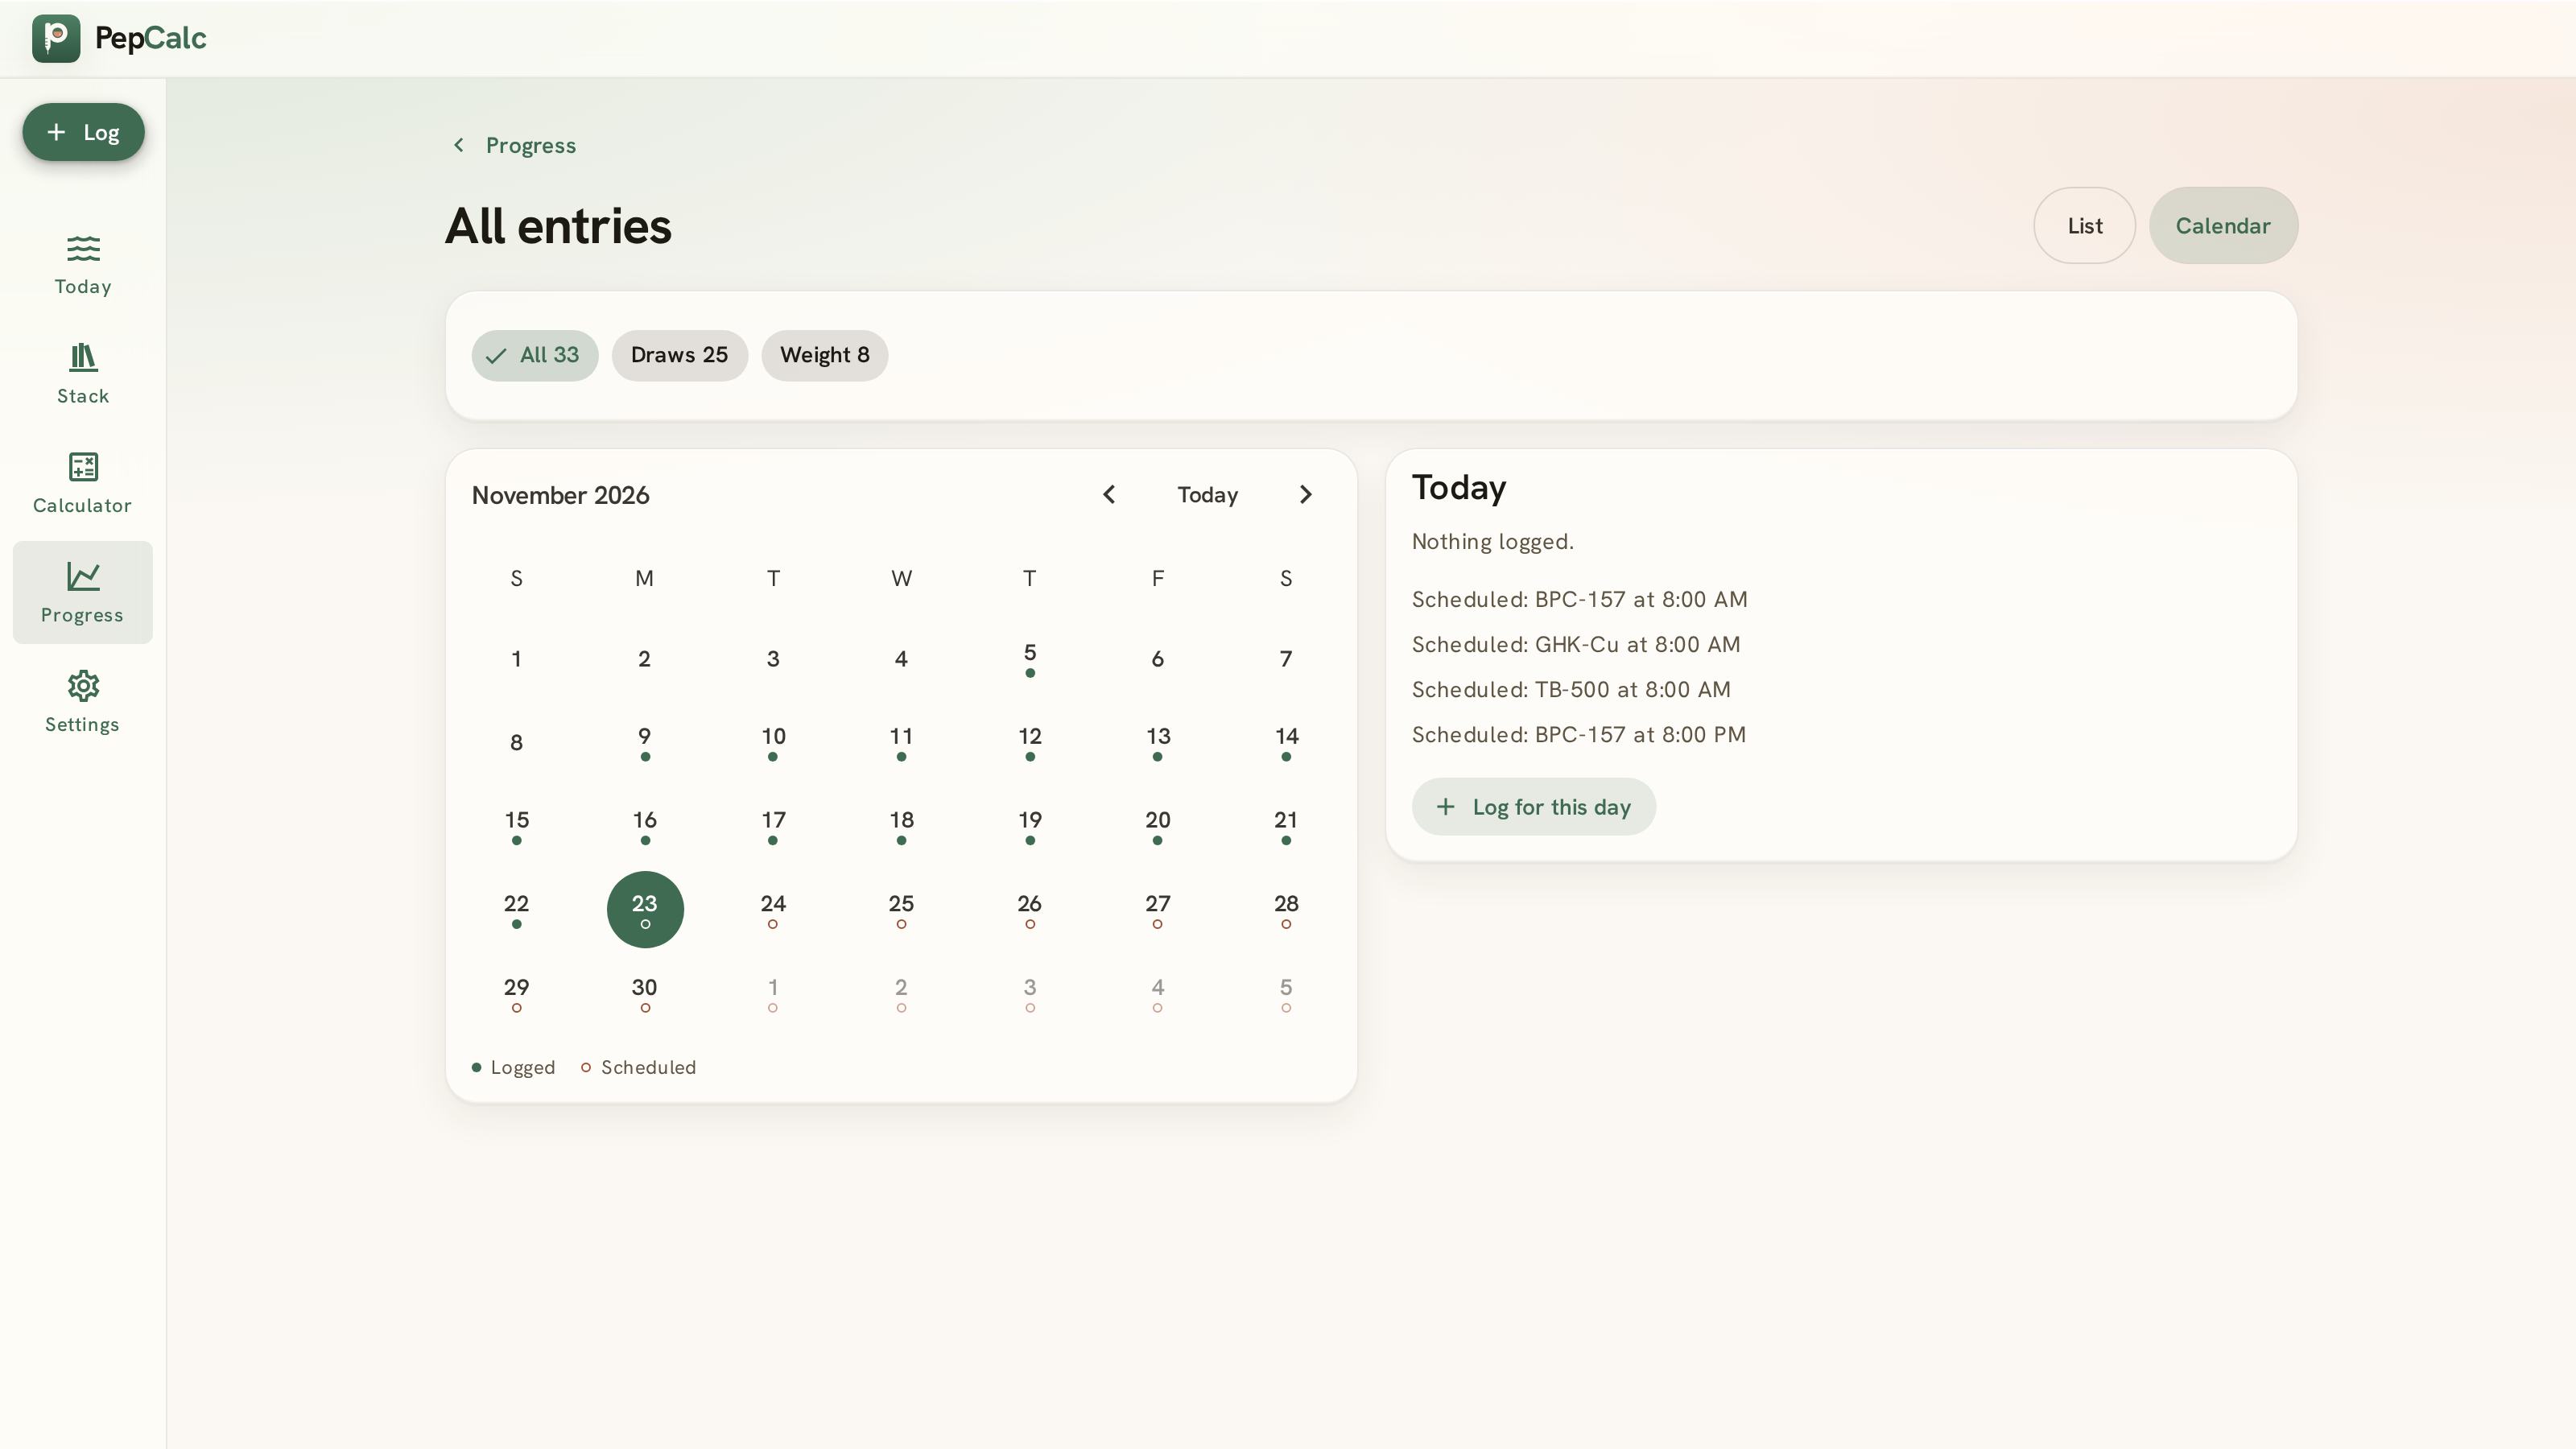 PepCalc
Log
Today
Stack
Calculator
Progress
Settings
Progress
All entries
List
Calendar
All 33
Draws 25
Weight 8
November 2026
Today
S M T W T F S
1 2 3 4 5 6 7
8 9 10 11 12 13 14
15 16 17 18 19 20 21
22 23 24 25 26 27 28
29 30 1 2 3 4 5
Logged Scheduled
Today
Nothing logged.
Scheduled: BPC-157 at 8:00 AM
Scheduled: GHK-Cu at 8:00 AM
Scheduled: TB-500 at 8:00 AM
Scheduled: BPC-157 at 8:00 PM
Log for this day